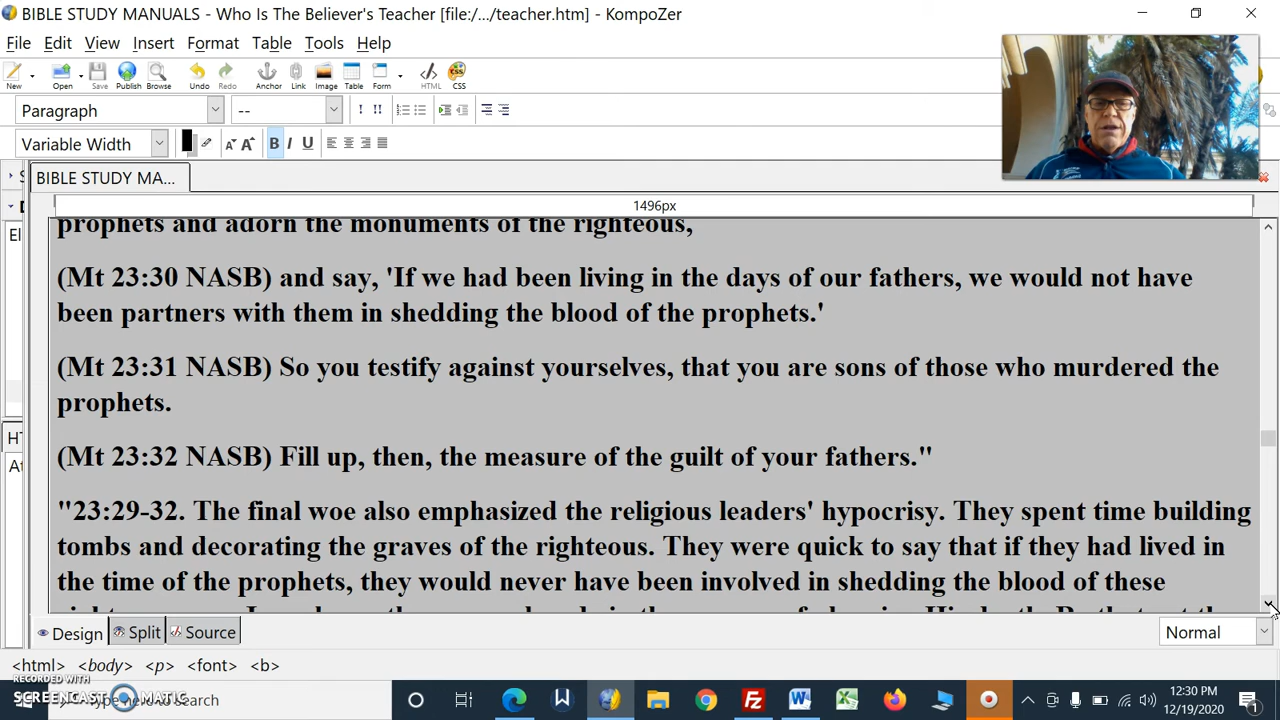 BIBLE STUDY MANUALS - Who Is The Believer's Teacher [file:/.../teacher.htm] - KompoZer
File Edit View Insert Format Table Tools Help
New Open Save Publish Browse Undo Redo Anchor Link Image Table Form HTML CSS
Paragraph --
Variable Width B I U
BIBLE STUDY MA...
1496px
El
HT
At
prophets and adorn the monuments of the righteous,
(Mt 23:30 NASB) and say, 'If we had been living in the days of our fathers, we would not have
been partners with them in shedding the blood of the prophets.'
(Mt 23:31 NASB) So you testify against yourselves, that you are sons of those who murdered the
prophets.
(Mt 23:32 NASB) Fill up, then, the measure of the guilt of your fathers."
"23:29-32. The final woe also emphasized the religious leaders' hypocrisy. They spent time building
tombs and decorating the graves of the righteous. They were quick to say that if they had lived in
the time of the prophets, they would never have been involved in shedding the blood of these
Design Split Source Normal
<html> <body> <p> <font> <b>
RECORDED WITH
SCREENCAST MATIC
Type here to search
12:30 PM
12/19/2020
1